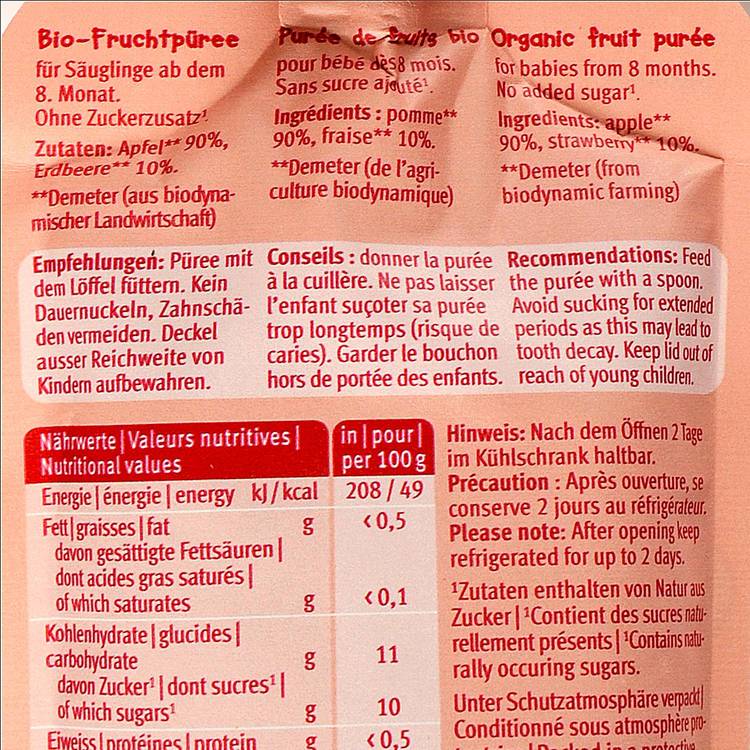 Bio-Fruchtpüree
für Säuglinge ab dem
8. Monat.
Ohne Zuckerzusatz¹.
Zutaten: Apfel** 90%,
Erdbeere** 10%.
**Demeter (aus biodyna-
mischer Landwirtschaft)
Purée de fruits bio
pour bébé dès 8 mois.
Sans sucre ajouté¹.
Ingrédients : pomme**
90%, fraise** 10%.
**Demeter (de l'agri-
culture biodynamique)
Organic fruit purée
for babies from 8 months.
No added sugar¹.
Ingredients: apple**
90%, strawberry** 10%.
**Demeter (from
biodynamic farming)
Empfehlungen: Püree mit
dem Löffel füttern. Kein
Dauernuckeln, Zahnschä-
den vermeiden. Deckel
ausser Reichweite von
Kindern aufbewahren.
Conseils : donner la purée
à la cuillère. Ne pas laisser
l'enfant suçoter sa purée
trop longtemps (risque de
caries). Garder le bouchon
hors de portée des enfants.
Recommendations: Feed
the purée with a spoon.
Avoid sucking for extended
periods as this may lead to
tooth decay. Keep lid out of
reach of young children.
Nährwerte | Valeurs nutritives | in | pour |
Nutritional values per 100 g
Energie | énergie | energy kJ / kcal 208 / 49
Fett | graisses | fat g < 0,5
davon gesättigte Fettsäuren |
dont acides gras saturés |
of which saturates g < 0,1
Kohlenhydrate | glucides |
carbohydrate g 11
davon Zucker¹ | dont sucres¹ |
of which sugars¹ g 10
Eiweiss | protéines | protein g < 0,5
Hinweis: Nach dem Öffnen 2 Tage
im Kühlschrank haltbar.
Précaution : Après ouverture, se
conserve 2 jours au réfrigérateur.
Please note: After opening keep
refrigerated for up to 2 days.
¹Zutaten enthalten von Natur aus
Zucker | ¹Contient des sucres natu-
rellement présents | ¹Contains natu-
rally occuring sugars.
Unter Schutzatmosphäre verpackt |
Conditionné sous atmosphère pro-
Packed in a protective